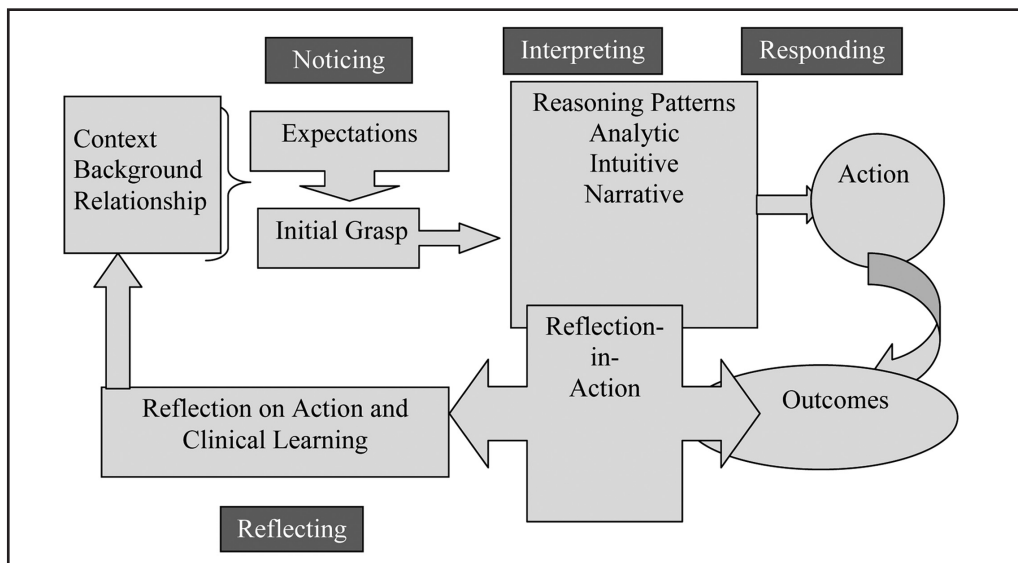 Noticing
Interpreting
Responding
Context
Background
Relationship
Expectations
Initial Grasp
Reasoning Patterns
Analytic
Intuitive
Narrative
Action
Reflection-
in-
Action
Outcomes
Reflection on Action and
Clinical Learning
Reflecting